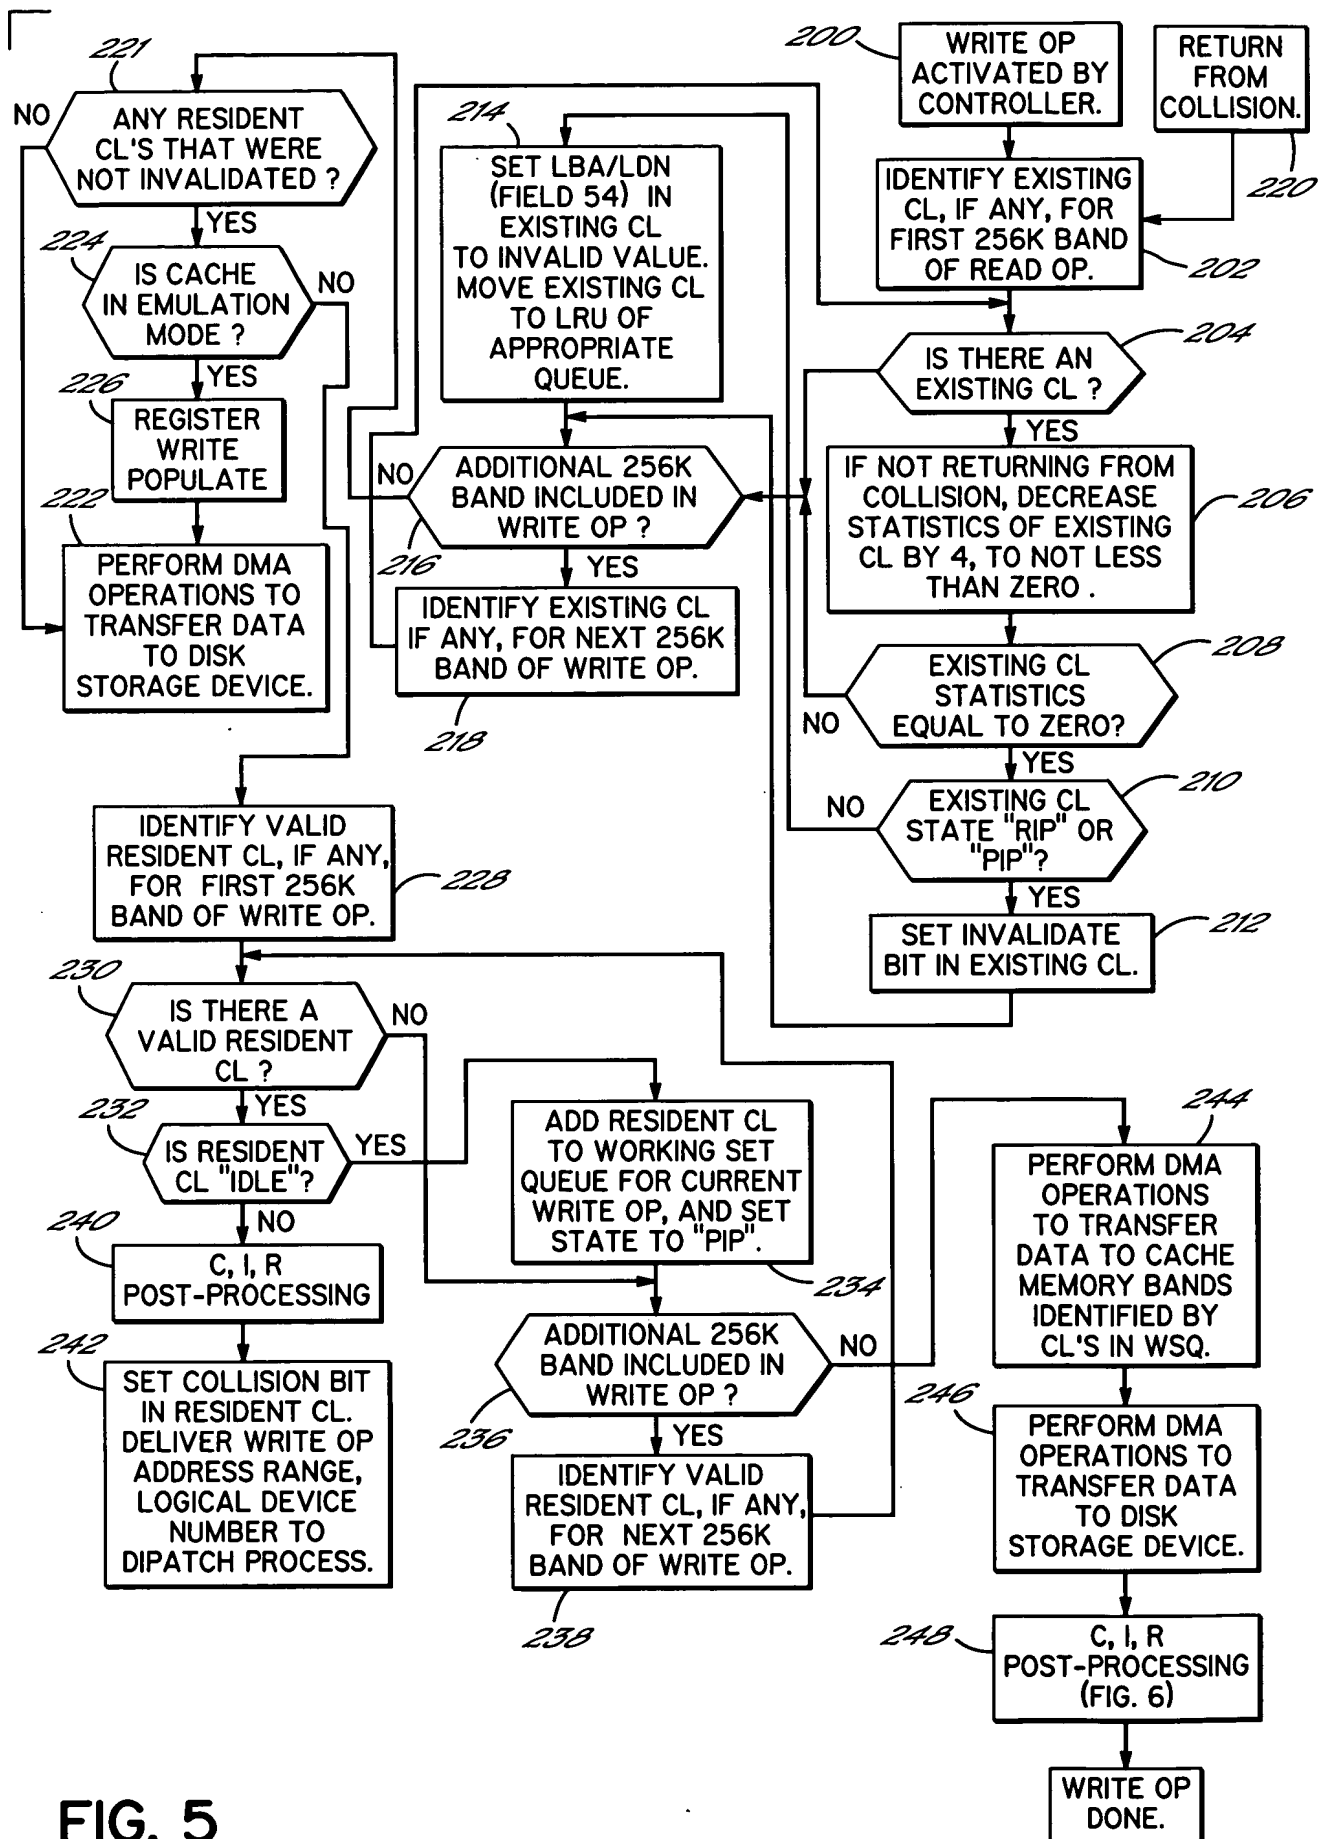 221
NO
ANY RESIDENT
CL'S THAT WERE
NOT INVALIDATED ?
YES
224
IS CACHE
IN EMULATION
MODE ?
NO
YES
226
REGISTER
WRITE
POPULATE
222
PERFORM DMA
OPERATIONS TO
TRANSFER DATA
TO DISK
STORAGE DEVICE.
214
SET LBA/LDN
(FIELD 54) IN
EXISTING CL
TO INVALID VALUE.
MOVE EXISTING CL
TO LRU OF
APPROPRIATE
QUEUE.
NO
ADDITIONAL 256K
BAND INCLUDED IN
WRITE OP ?
216
YES
IDENTIFY EXISTING CL
IF ANY, FOR NEXT 256K
BAND OF WRITE OP.
218
200
WRITE OP
ACTIVATED BY
CONTROLLER.
RETURN
FROM
COLLISION.
220
IDENTIFY EXISTING
CL, IF ANY, FOR
FIRST 256K BAND
OF READ OP.
202
204
IS THERE AN
EXISTING CL ?
YES
IF NOT RETURNING FROM
COLLISION, DECREASE
STATISTICS OF EXISTING
CL BY 4, TO NOT LESS
THAN ZERO .
206
208
EXISTING CL
STATISTICS
EQUAL TO ZERO?
NO
YES
210
NO
EXISTING CL
STATE "RIP" OR
"PIP"?
YES
212
SET INVALIDATE
BIT IN EXISTING CL.
IDENTIFY VALID
RESIDENT CL, IF ANY,
FOR FIRST 256K
BAND OF WRITE OP.
228
230
IS THERE A
VALID RESIDENT
CL ?
NO
YES
232
IS RESIDENT
CL "IDLE"?
YES
NO
240
C, I, R
POST-PROCESSING
242
SET COLLISION BIT
IN RESIDENT CL.
DELIVER WRITE OP
ADDRESS RANGE,
LOGICAL DEVICE
NUMBER TO
DIPATCH PROCESS.
ADD RESIDENT CL
TO WORKING SET
QUEUE FOR CURRENT
WRITE OP, AND SET
STATE TO "PIP".
234
ADDITIONAL 256K
BAND INCLUDED IN
WRITE OP ?
NO
236
YES
IDENTIFY VALID
RESIDENT CL, IF ANY,
FOR NEXT 256K
BAND OF WRITE OP.
238
244
PERFORM DMA
OPERATIONS
TO TRANSFER
DATA TO CACHE
MEMORY BANDS
IDENTIFIED BY
CL'S IN WSQ.
246
PERFORM DMA
OPERATIONS TO
TRANSFER DATA
TO DISK
STORAGE DEVICE.
248
C, I, R
POST-PROCESSING
(FIG. 6)
WRITE OP
DONE.
FIG. 5